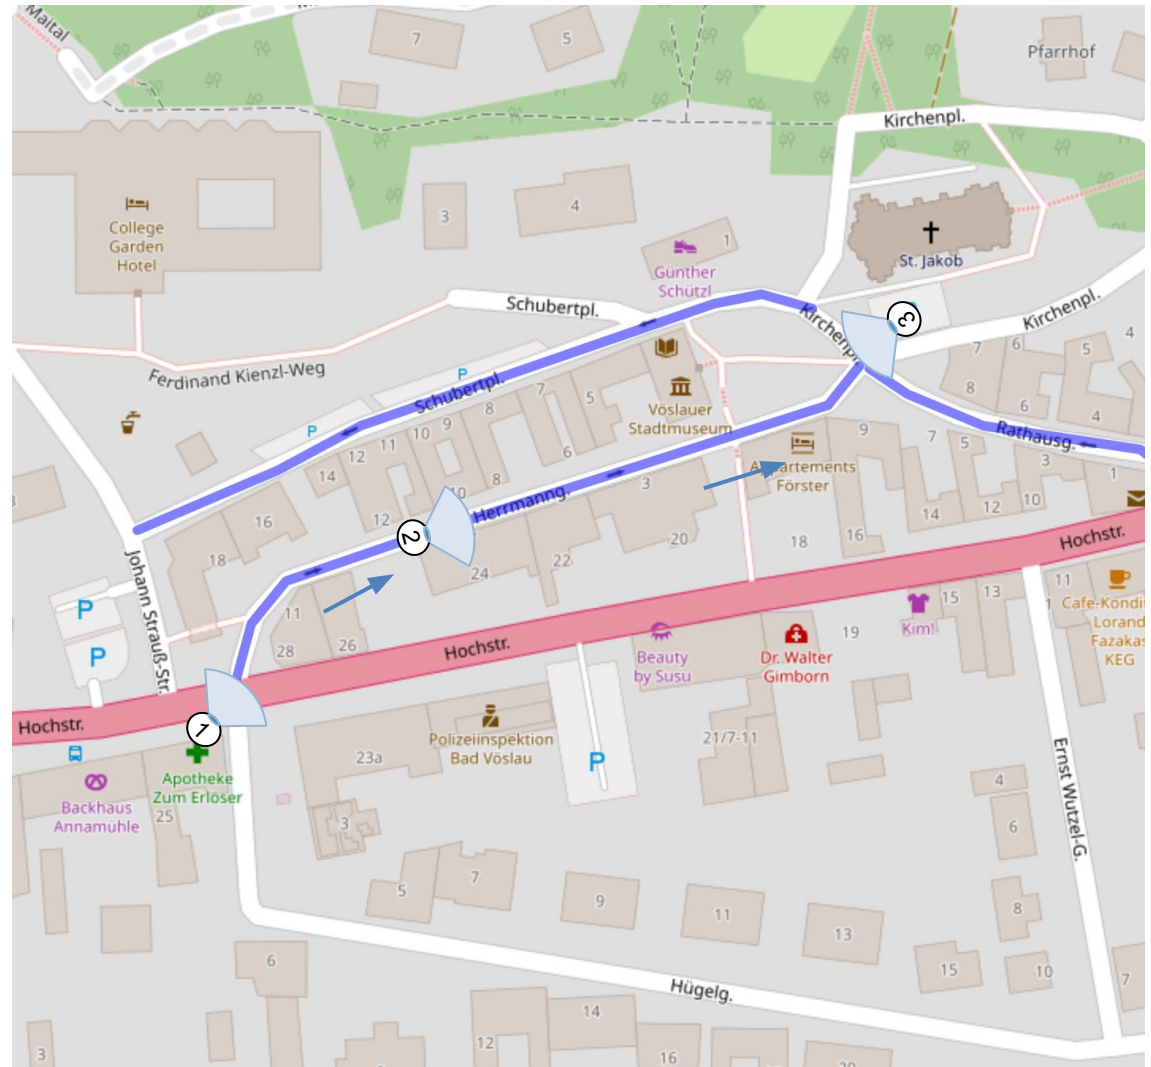 Maital
7
5
Pfarrhof
Kirchenpl.
College
Garden
Hotel
3
4
1
Günther
Schützl
St. Jakob
Schubertpl.
Kirchenpl.
Kirchenpl.
Ferdinand Kienzl-Weg
P
Schubertpl.
P
7
8
9
10
11
12
14
5
6
8
10
12
Vöslauer
Stadtmuseum
3
7
6
5
4
8
6
4
Rathausg.
9
7
5
3
1
Appartements
Förster
Herrmanng.
3
2
16
18
24
22
3
20
18
16
14
12
10
Hochstr.
Johann Strauß-Str.
P
P
11
28
26
Hochstr.
Hochstr.
1
Beauty
by Susu
Dr. Walter
Gimborn
19
Kim!
15
13
11
1
Cafe-Kondit
Lorand
Fazakas
KEG
Apotheke
Zum Erlöser
Backhaus
Annamühle
25
23a
Polizeiinspektion
Bad Vöslau
P
21/7-11
Ernst Wutzel-G.
3
5
7
9
11
13
15
10
4
6
8
7
6
Hügelg.
3
12
14
16